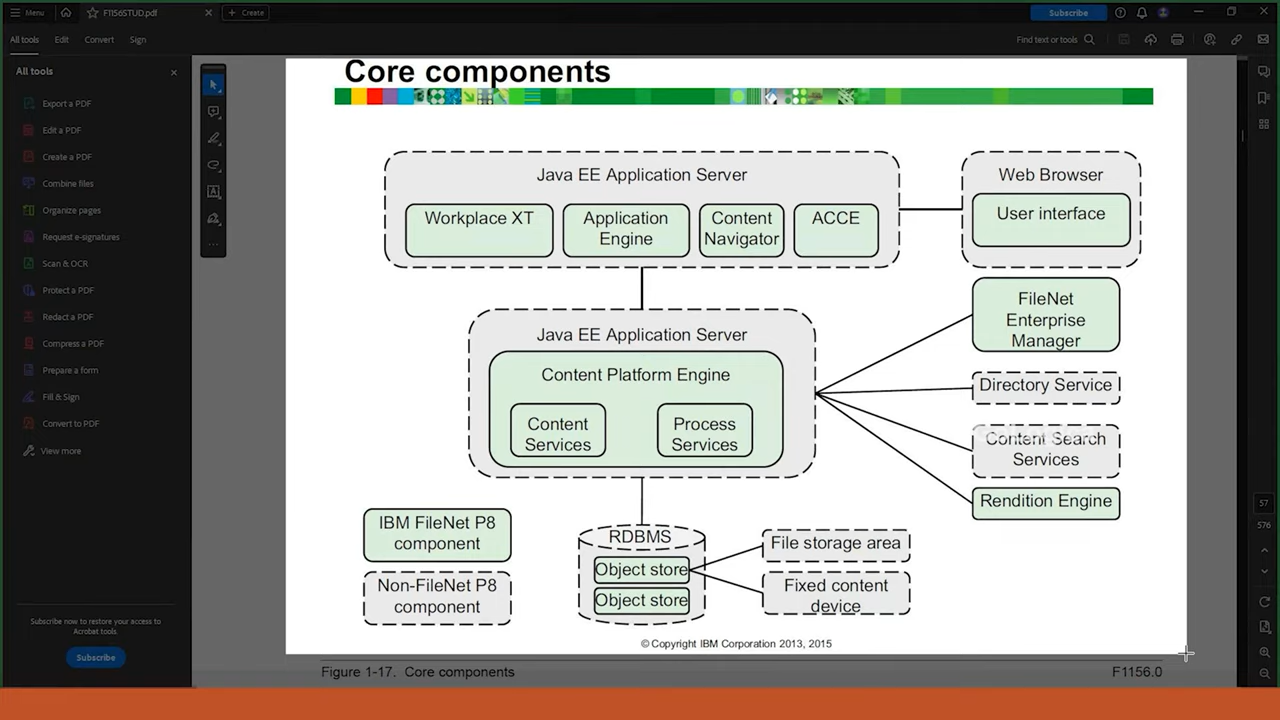 Menu
F1156STUD.pdf
Create
Subscribe
All tools
Edit
Convert
Sign
Find text or tools
All tools
Export a PDF
Edit a PDF
Create a PDF
Combine files
Organize pages
Request e-signatures
Scan & OCR
Protect a PDF
Redact a PDF
Compress a PDF
Prepare a form
Fill & Sign
Convert to PDF
View more
Subscribe now to restore your access to
Acrobat tools.
Subscribe
Core components
Java EE Application Server
Workplace XT
Application
Engine
Content
Navigator
ACCE
Web Browser
User interface
Java EE Application Server
Content Platform Engine
Content
Services
Process
Services
FileNet
Enterprise
Manager
Directory Service
Content Search
Services
Rendition Engine
IBM FileNet P8
component
Non-FileNet P8
component
RDBMS
Object store
Object store
File storage area
Fixed content
device
© Copyright IBM Corporation 2013, 2015
Figure 1-17. Core components
F1156.0
57
576